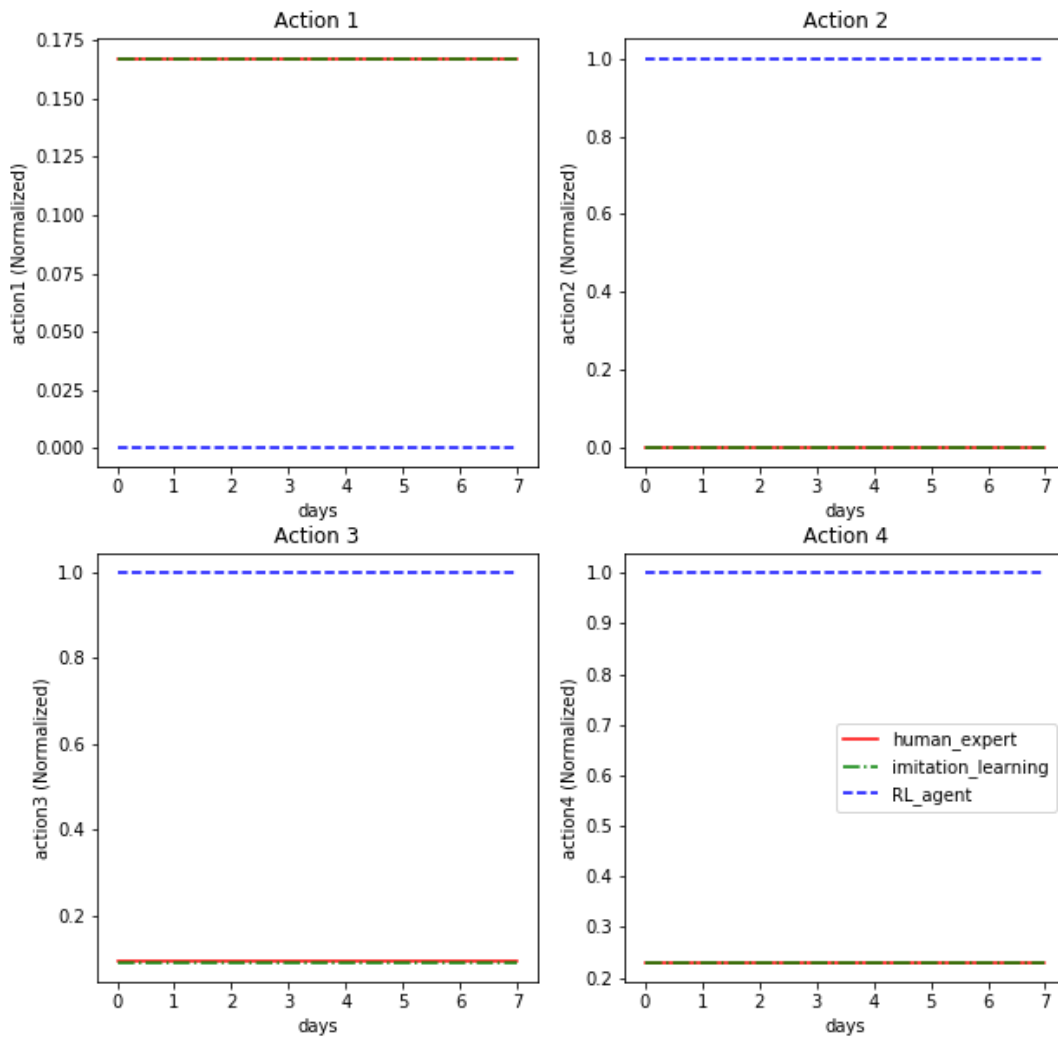 Action 1
action1 (Normalized)
0.175
0.150
0.125
0.100
0.075
0.050
0.025
0.000
0 1 2 3 4 5 6 7
days
Action 2
action2 (Normalized)
1.0
0.8
0.6
0.4
0.2
0.0
0 1 2 3 4 5 6 7
days
Action 3
action3 (Normalized)
1.0
0.8
0.6
0.4
0.2
0 1 2 3 4 5 6 7
days
Action 4
action4 (Normalized)
1.0
0.9
0.8
0.7
0.6
0.5
0.4
0.3
0.2
human_expert
imitation_learning
RL_agent
0 1 2 3 4 5 6 7
days